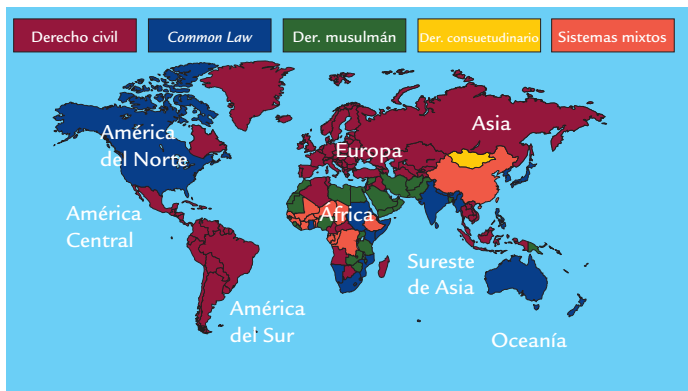 Derecho civil
Common Law
Der. musulmán
Der. consuetudinario
Sistemas mixtos
América
del Norte
Europa
Asia
América
Central
África
Sureste
de Asia
América
del Sur
Oceanía